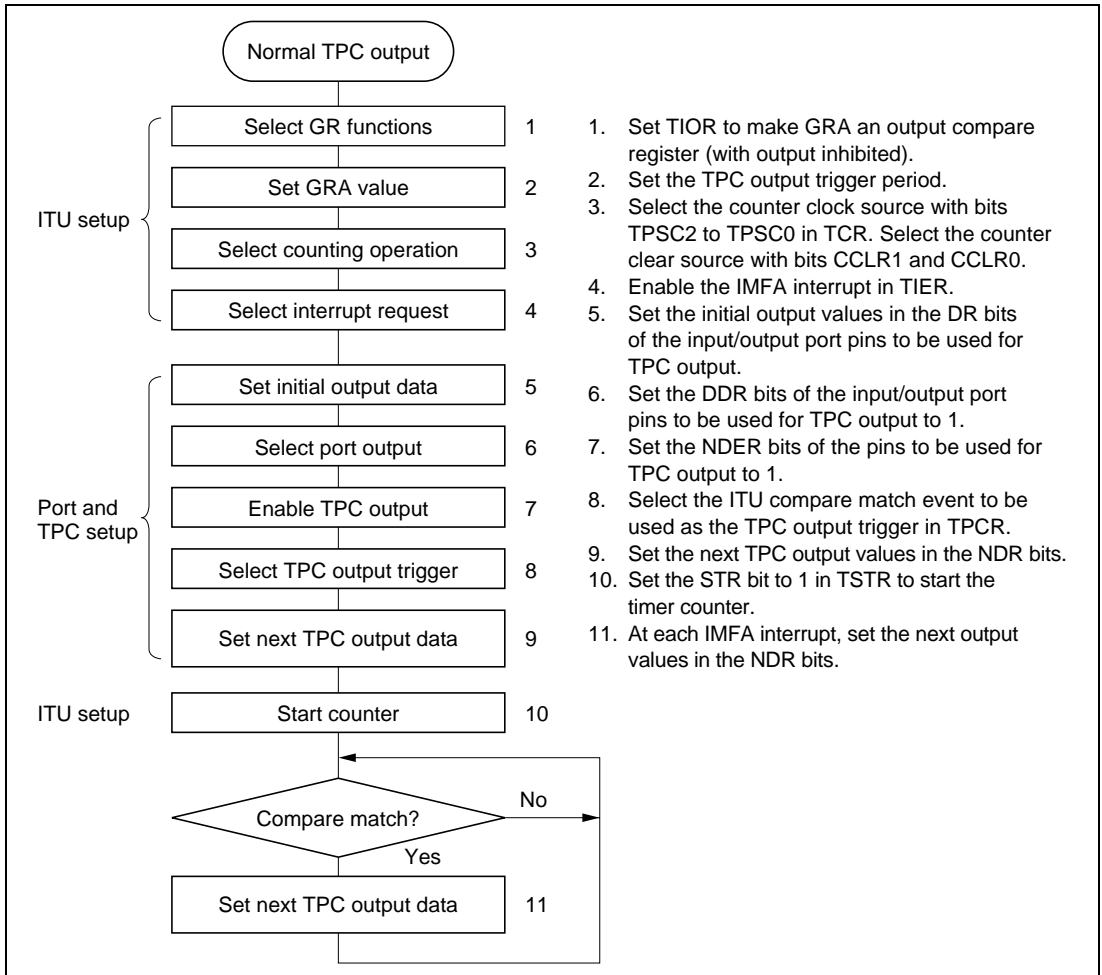 Normal TPC output
Select GR functions 1
Set GRA value 2
ITU setup
Select counting operation 3
Select interrupt request 4
Set initial output data 5
Select port output 6
Port and
TPC setup
Enable TPC output 7
Select TPC output trigger 8
Set next TPC output data 9
ITU setup
Start counter 10
Compare match?
No
Yes
Set next TPC output data 11
1. Set TIOR to make GRA an output compare
register (with output inhibited).
2. Set the TPC output trigger period.
3. Select the counter clock source with bits
TPSC2 to TPSC0 in TCR. Select the counter
clear source with bits CCLR1 and CCLR0.
4. Enable the IMFA interrupt in TIER.
5. Set the initial output values in the DR bits
of the input/output port pins to be used for
TPC output.
6. Set the DDR bits of the input/output port
pins to be used for TPC output to 1.
7. Set the NDER bits of the pins to be used for
TPC output to 1.
8. Select the ITU compare match event to be
used as the TPC output trigger in TPCR.
9. Set the next TPC output values in the NDR bits.
10. Set the STR bit to 1 in TSTR to start the
timer counter.
11. At each IMFA interrupt, set the next output
values in the NDR bits.